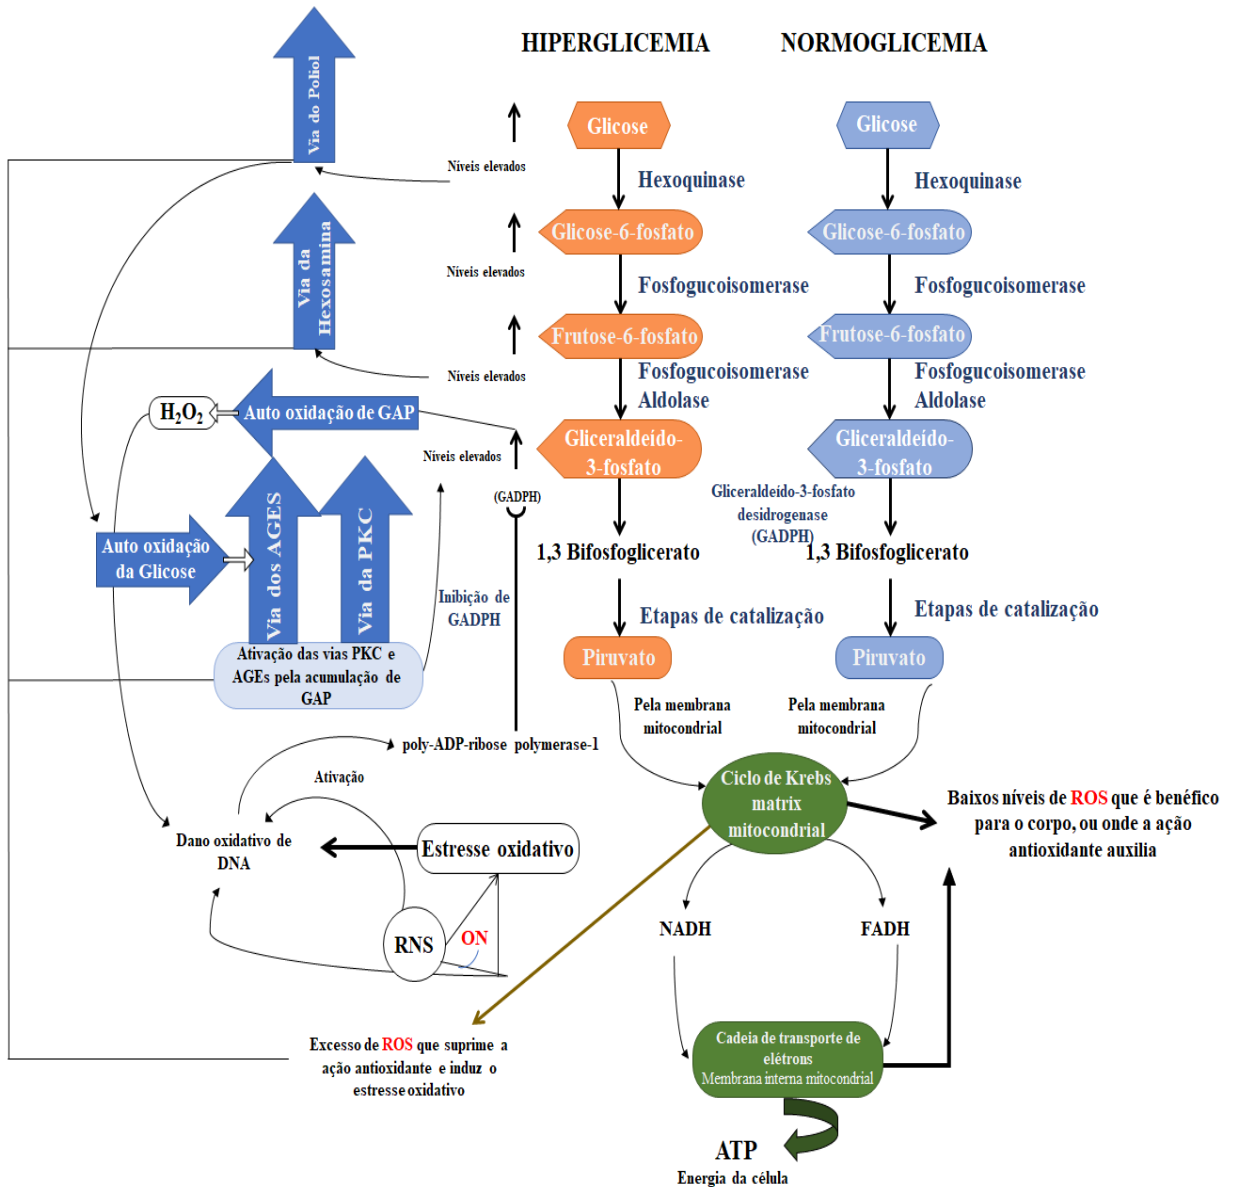 HIPERGLICEMIA
NORMOGLICEMIA
Via do Poliol
Glicose
Glicose
Níveis elevados
Hexoquinase
Hexoquinase
Via da
Hexosamina
Glicose-6-fosfato
Glicose-6-fosfato
Níveis elevados
Fosfogucoisomerase
Fosfogucoisomerase
Frutose-6-fosfato
Frutose-6-fosfato
Níveis elevados
Fosfogucoisomerase
Aldolase
Fosfogucoisomerase
Aldolase
H2O2
Auto oxidação de GAP
Níveis elevados
Gliceraldeído-
3-fosfato
Gliceraldeído-
3-fosfato
(GADPH)
Gliceraldeído-3-fosfato
desidrogenase
(GADPH)
Auto oxidação
da Glicose
Via dos AGES
Via da PKC
1,3 Bifosfoglicerato
1,3 Bifosfoglicerato
Inibição de
GADPH
Etapas de catalização
Etapas de catalização
Ativação das vias PKC e
AGEs pela acumulação de
GAP
Piruvato
Piruvato
Pela membrana
mitocondrial
Pela membrana
mitocondrial
poly-ADP-ribose polymerase-1
Ativação
Ciclo de Krebs
matrix
mitocondrial
Baixos níveis de ROS que é benéfico
para o corpo, ou onde a ação
antioxidante auxilia
Dano oxidativo de
DNA
Estresse oxidativo
RNS
ON
NADH
FADH
Excesso de ROS que suprime a
ação antioxidante e induz o
estresse oxidativo
Cadeia de transporte de
elétrons
Membrana interna mitocondrial
ATP
Energia da célula